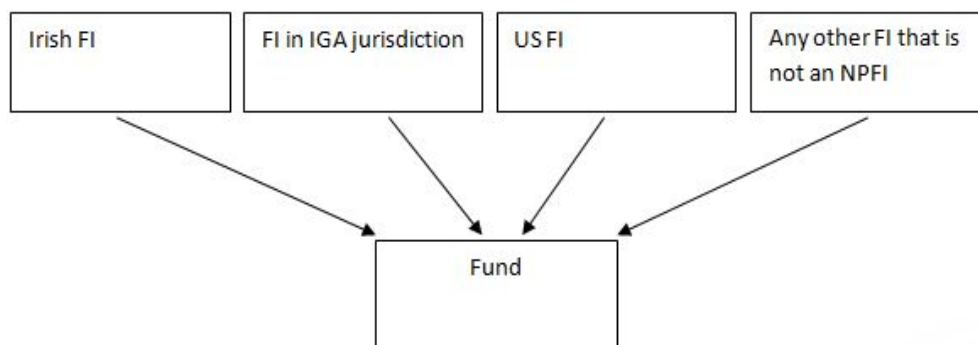 Irish FI
FI in IGA jurisdiction
US FI
Any other FI that is
not an NPFI
Fund